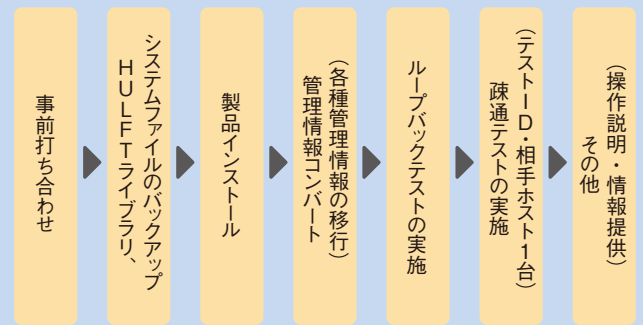 事前打ち合わせ
HULFTライブラリ、
システムファイルのバックアップ
製品インストール
管理情報コンバート
（各種管理情報の移行）
ループバックテストの実施
疎通テストの実施
（テストID・相手ホスト1台）
その他
（操作説明・情報提供）